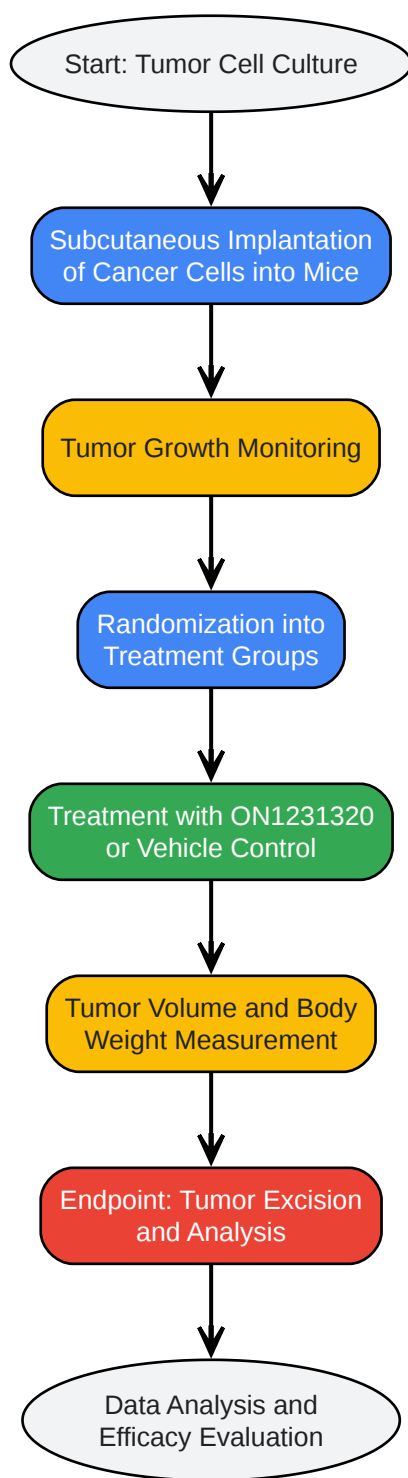 Start: Tumor Cell Culture
Subcutaneous Implantation
of Cancer Cells into Mice
Tumor Growth Monitoring
Randomization into
Treatment Groups
Treatment with ON1231320
or Vehicle Control
Tumor Volume and Body
Weight Measurement
Endpoint: Tumor Excision
and Analysis
Data Analysis and
Efficacy Evaluation